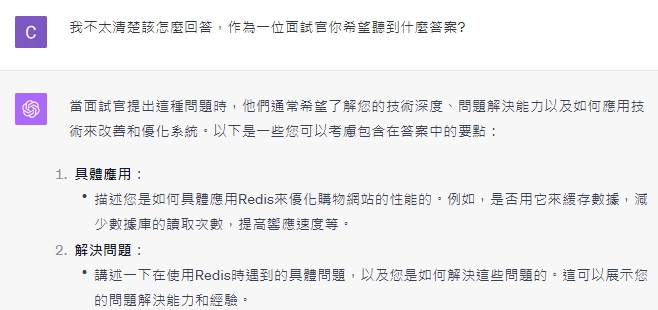 C
我不太清楚該怎麼回答，作為一位面試官你希望聽到什麼答案?
當面試官提出這種問題時，他們通常希望了解您的技術深度、問題解決能力以及如何應用技
術來改善和優化系統。以下是一些您可以考慮包含在答案中的要點：
1. 具體應用：
• 描述您是如何具體應用Redis來優化購物網站的性能的。例如，是否用它來緩存數據，減
少數據庫的讀取次數，提高響應速度等。
2. 解決問題：
• 講述一下在使用Redis時遇到的具體問題，以及您是如何解決這些問題的。這可以展示您
的問題解決能力和經驗。